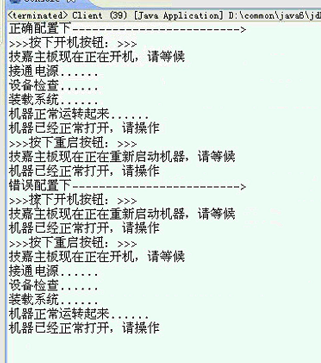 <terminated> Client (39) [Java Application] D:\common\java6\jd
正确配置下------------------------->
>>>按下开机按钮：>>>
技嘉主板现在正在开机，请等候
接通电源......
设备检查......
装载系统......
机器正常运转起来......
机器已经正常打开，请操作
>>>按下重启按钮：>>>
技嘉主板现在正在重新启动机器，请等候
机器已经正常打开，请操作
错误配置下------------------------->
>>>按下开机按钮：>>>
技嘉主板现在正在重新启动机器，请等候
机器已经正常打开，请操作
>>>按下重启按钮：>>>
技嘉主板现在正在开机，请等候
接通电源......
设备检查......
装载系统......
机器正常运转起来......
机器已经正常打开，请操作